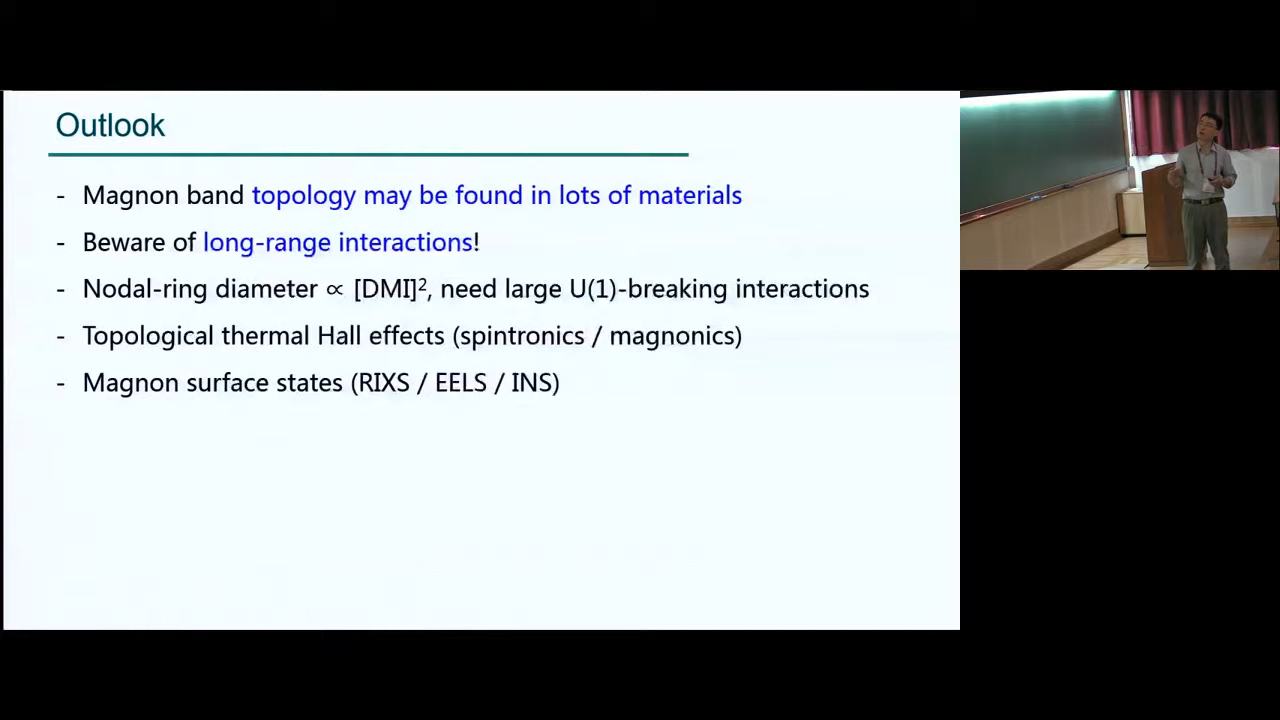 Outlook
- Magnon band topology may be found in lots of materials
- Beware of long-range interactions!
- Nodal-ring diameter ∝ [DMI]², need large U(1)-breaking interactions
- Topological thermal Hall effects (spintronics / magnonics)
- Magnon surface states (RIXS / EELS / INS)